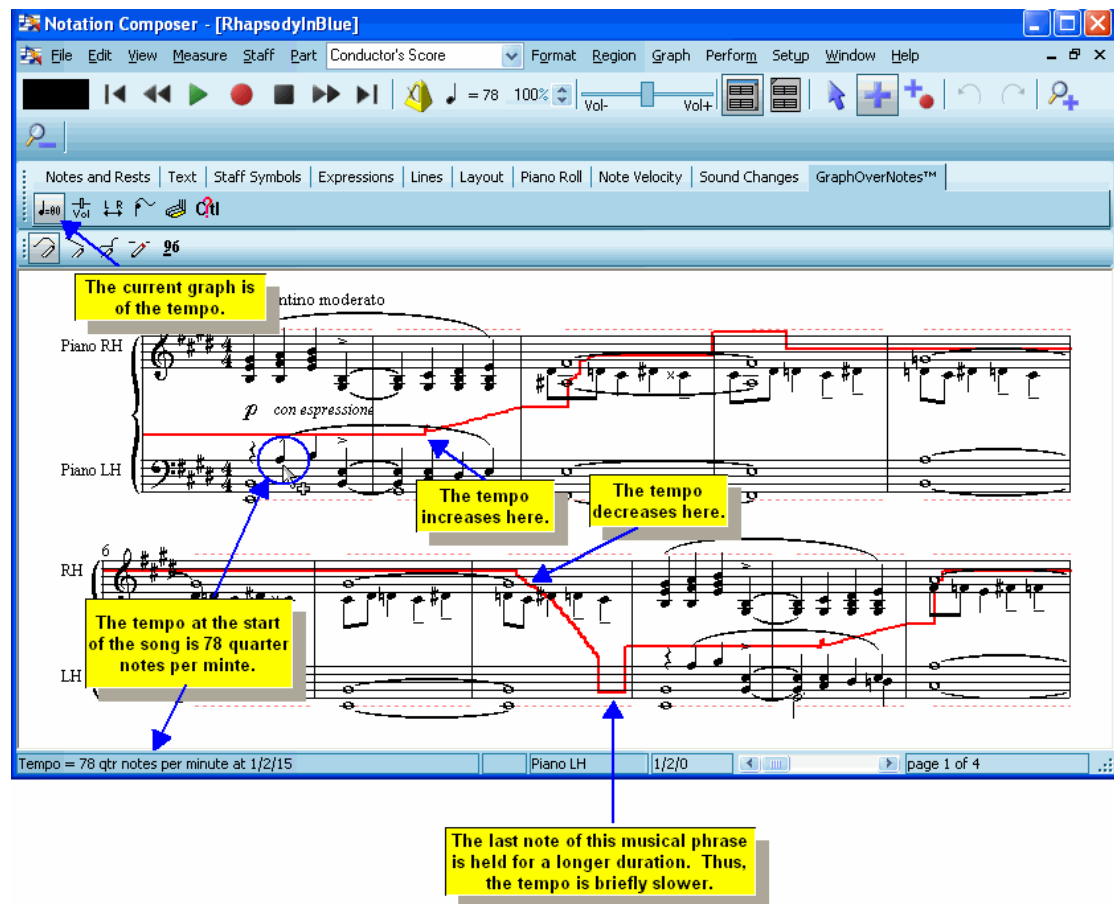 Notation Composer - [RhapsodyInBlue]
File Edit View Measure Staff Part Conductor's Score Format Region Graph Perform Setup Window Help
= 78 100% Vol- Vol+
Notes and Rests Text Staff Symbols Expressions Lines Layout Piano Roll Note Velocity Sound Changes GraphOverNotes™
=80 Vol L R Ctl
96
The current graph is
of the tempo.
ntino moderato
Piano RH
p con espressione
Piano LH
The tempo
increases here.
The tempo
decreases here.
6
RH
The tempo at the start
of the song is 78 quarter
notes per minte.
LH
Tempo = 78 qtr notes per minute at 1/2/15 Piano LH 1/2/0 page 1 of 4
The last note of this musical phrase
is held for a longer duration. Thus,
the tempo is briefly slower.